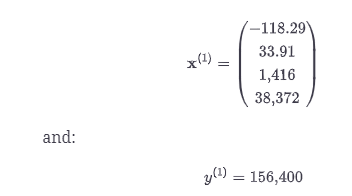 x(1) =
-118.29
33.91
1,416
38,372
and:
y(1) = 156,400